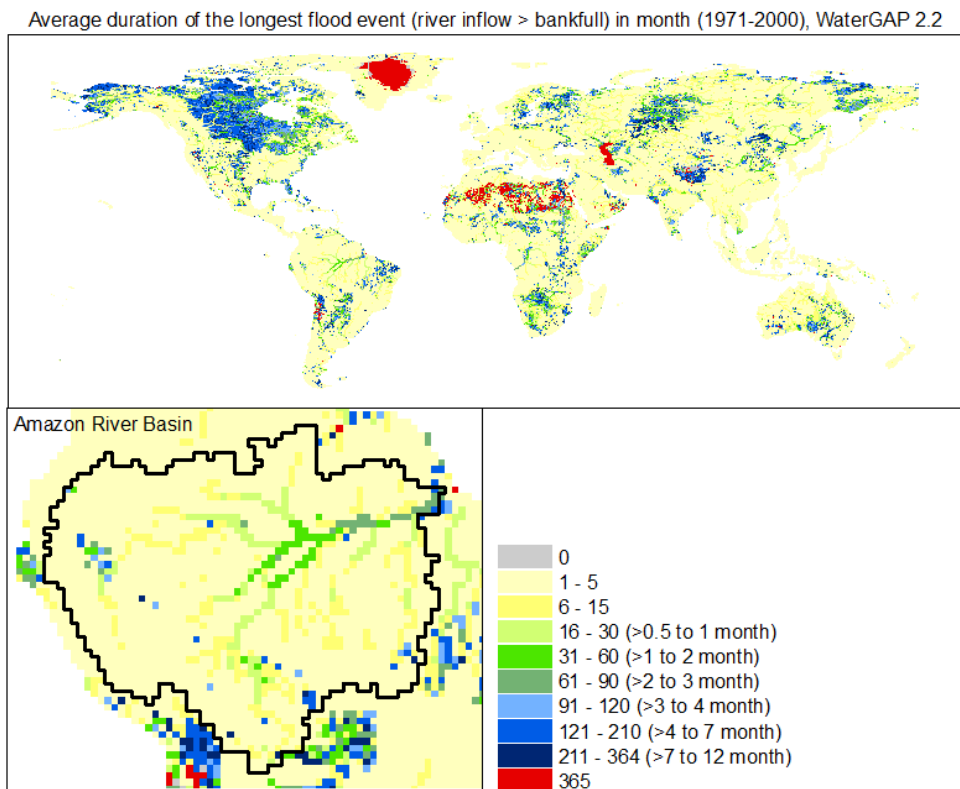 Average duration of the longest flood event (river inflow > bankfull) in month (1971-2000), WaterGAP 2.2
Amazon River Basin
0
1 - 5
6 - 15
16 - 30 (>0.5 to 1 month)
31 - 60 (>1 to 2 month)
61 - 90 (>2 to 3 month)
91 - 120 (>3 to 4 month)
121 - 210 (>4 to 7 month)
211 - 364 (>7 to 12 month)
365